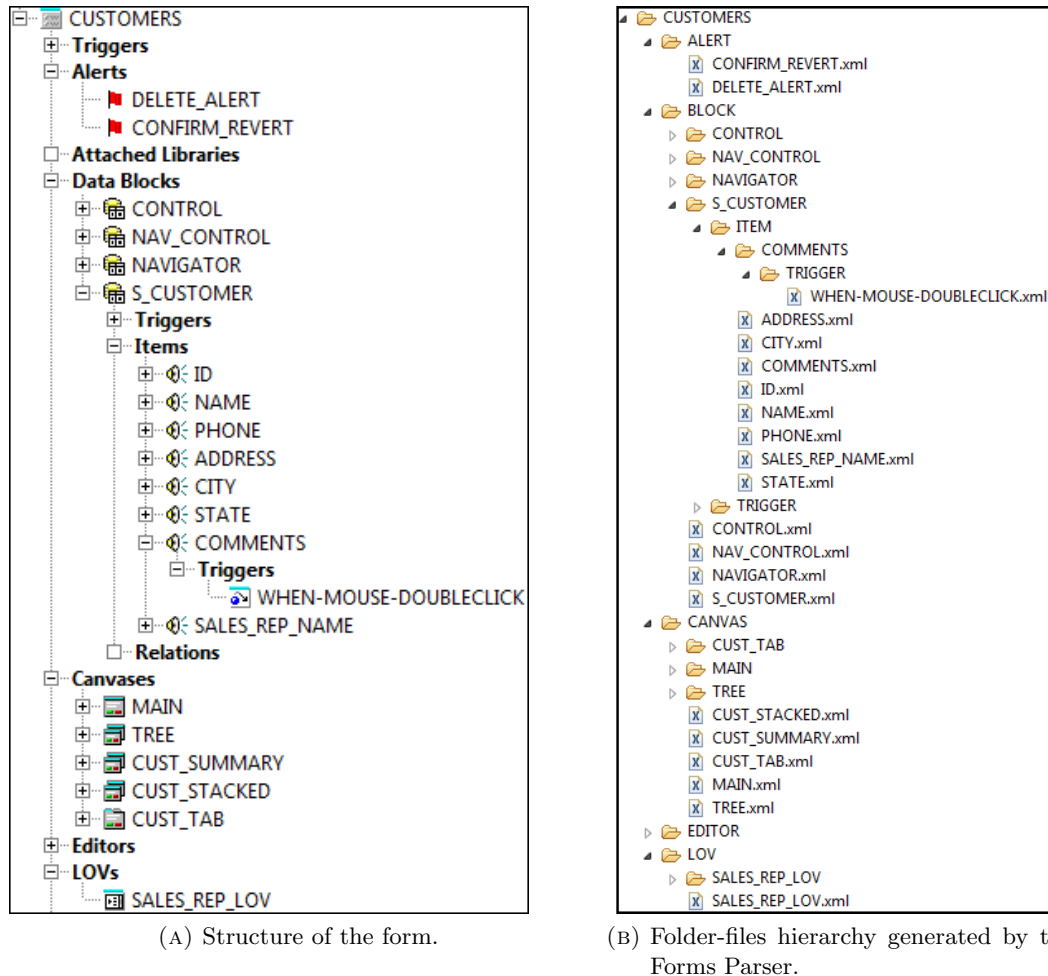 CUSTOMERS
Triggers
Alerts
DELETE_ALERT
CONFIRM_REVERT
Attached Libraries
Data Blocks
CONTROL
NAV_CONTROL
NAVIGATOR
S_CUSTOMER
Triggers
Items
ID
NAME
PHONE
ADDRESS
CITY
STATE
COMMENTS
Triggers
WHEN-MOUSE-DOUBLECLICK
SALES_REP_NAME
Relations
Canvases
MAIN
TREE
CUST_SUMMARY
CUST_STACKED
CUST_TAB
Editors
LOVs
SALES_REP_LOV
(A) Structure of the form.
CUSTOMERS
ALERT
CONFIRM_REVERT.xml
DELETE_ALERT.xml
BLOCK
CONTROL
NAV_CONTROL
NAVIGATOR
S_CUSTOMER
ITEM
COMMENTS
TRIGGER
WHEN-MOUSE-DOUBLECLICK.xml
ADDRESS.xml
CITY.xml
COMMENTS.xml
ID.xml
NAME.xml
PHONE.xml
SALES_REP_NAME.xml
STATE.xml
TRIGGER
CONTROL.xml
NAV_CONTROL.xml
NAVIGATOR.xml
S_CUSTOMER.xml
CANVAS
CUST_TAB
MAIN
TREE
CUST_STACKED.xml
CUST_SUMMARY.xml
CUST_TAB.xml
MAIN.xml
TREE.xml
EDITOR
LOV
SALES_REP_LOV
SALES_REP_LOV.xml
(B) Folder-files hierarchy generated by
Forms Parser.